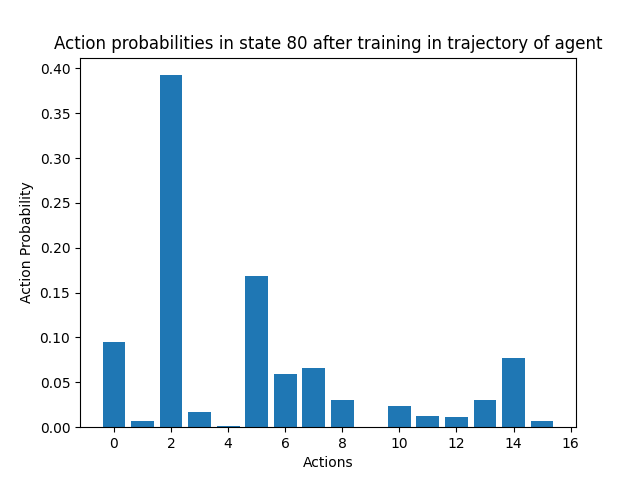 Action probabilities in state 80 after training in trajectory of agent
0.40
0.35
0.30
0.25
0.20
0.15
0.10
0.05
0.00
Action Probability
0 2 4 6 8 10 12 14 16
Actions